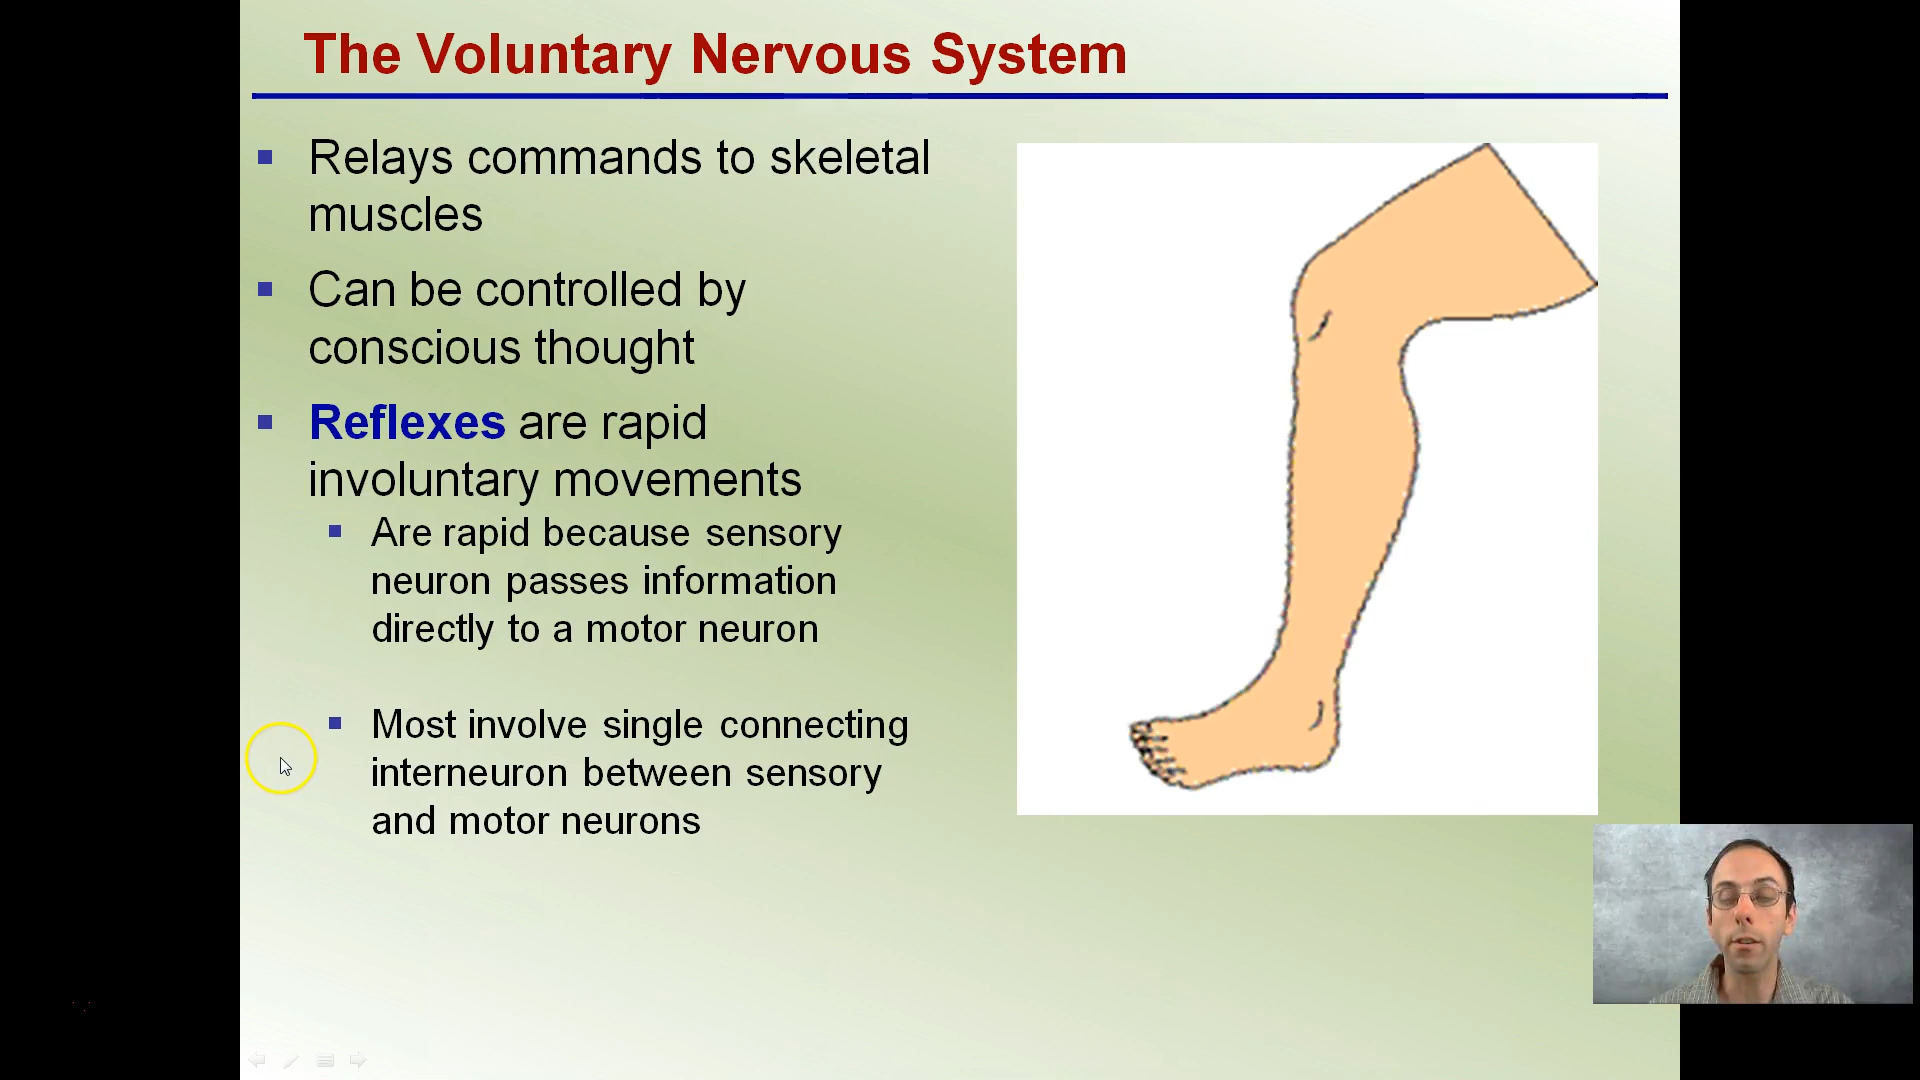 The Voluntary Nervous System
Relays commands to skeletal
muscles
Can be controlled by
conscious thought
Reflexes are rapid
involuntary movements
Are rapid because sensory
neuron passes information
directly to a motor neuron
Most involve single connecting
interneuron between sensory
and motor neurons